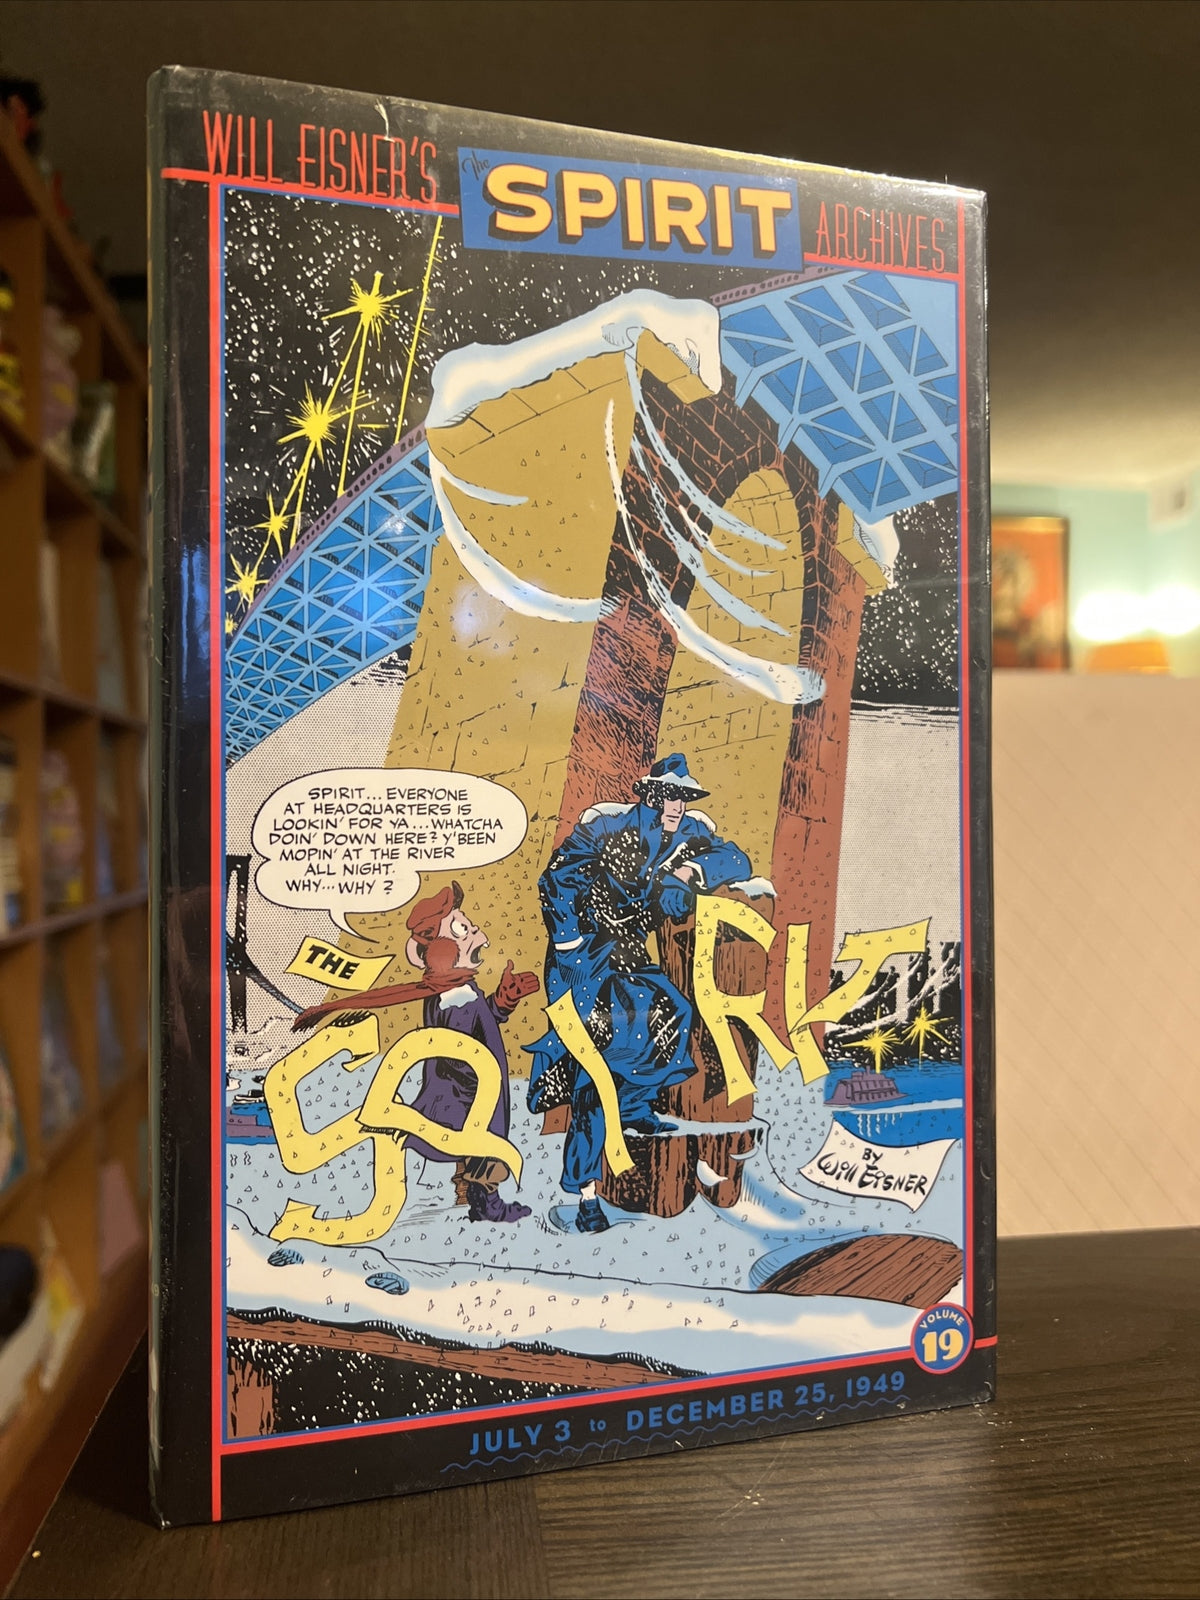 WILL EISNER'S
The SPIRIT
ARCHIVES
SPIRIT... EVERYONE
AT HEADQUARTERS IS
LOOKIN' FOR YA... WHATCHA
DOIN' DOWN HERE? Y'BEEN
MOPIN' AT THE RIVER
ALL NIGHT.
WHY... WHY?
THE
SPIRIT
BY
Will EISNER
VOLUME
19
JULY 3 to DECEMBER 25, 1949